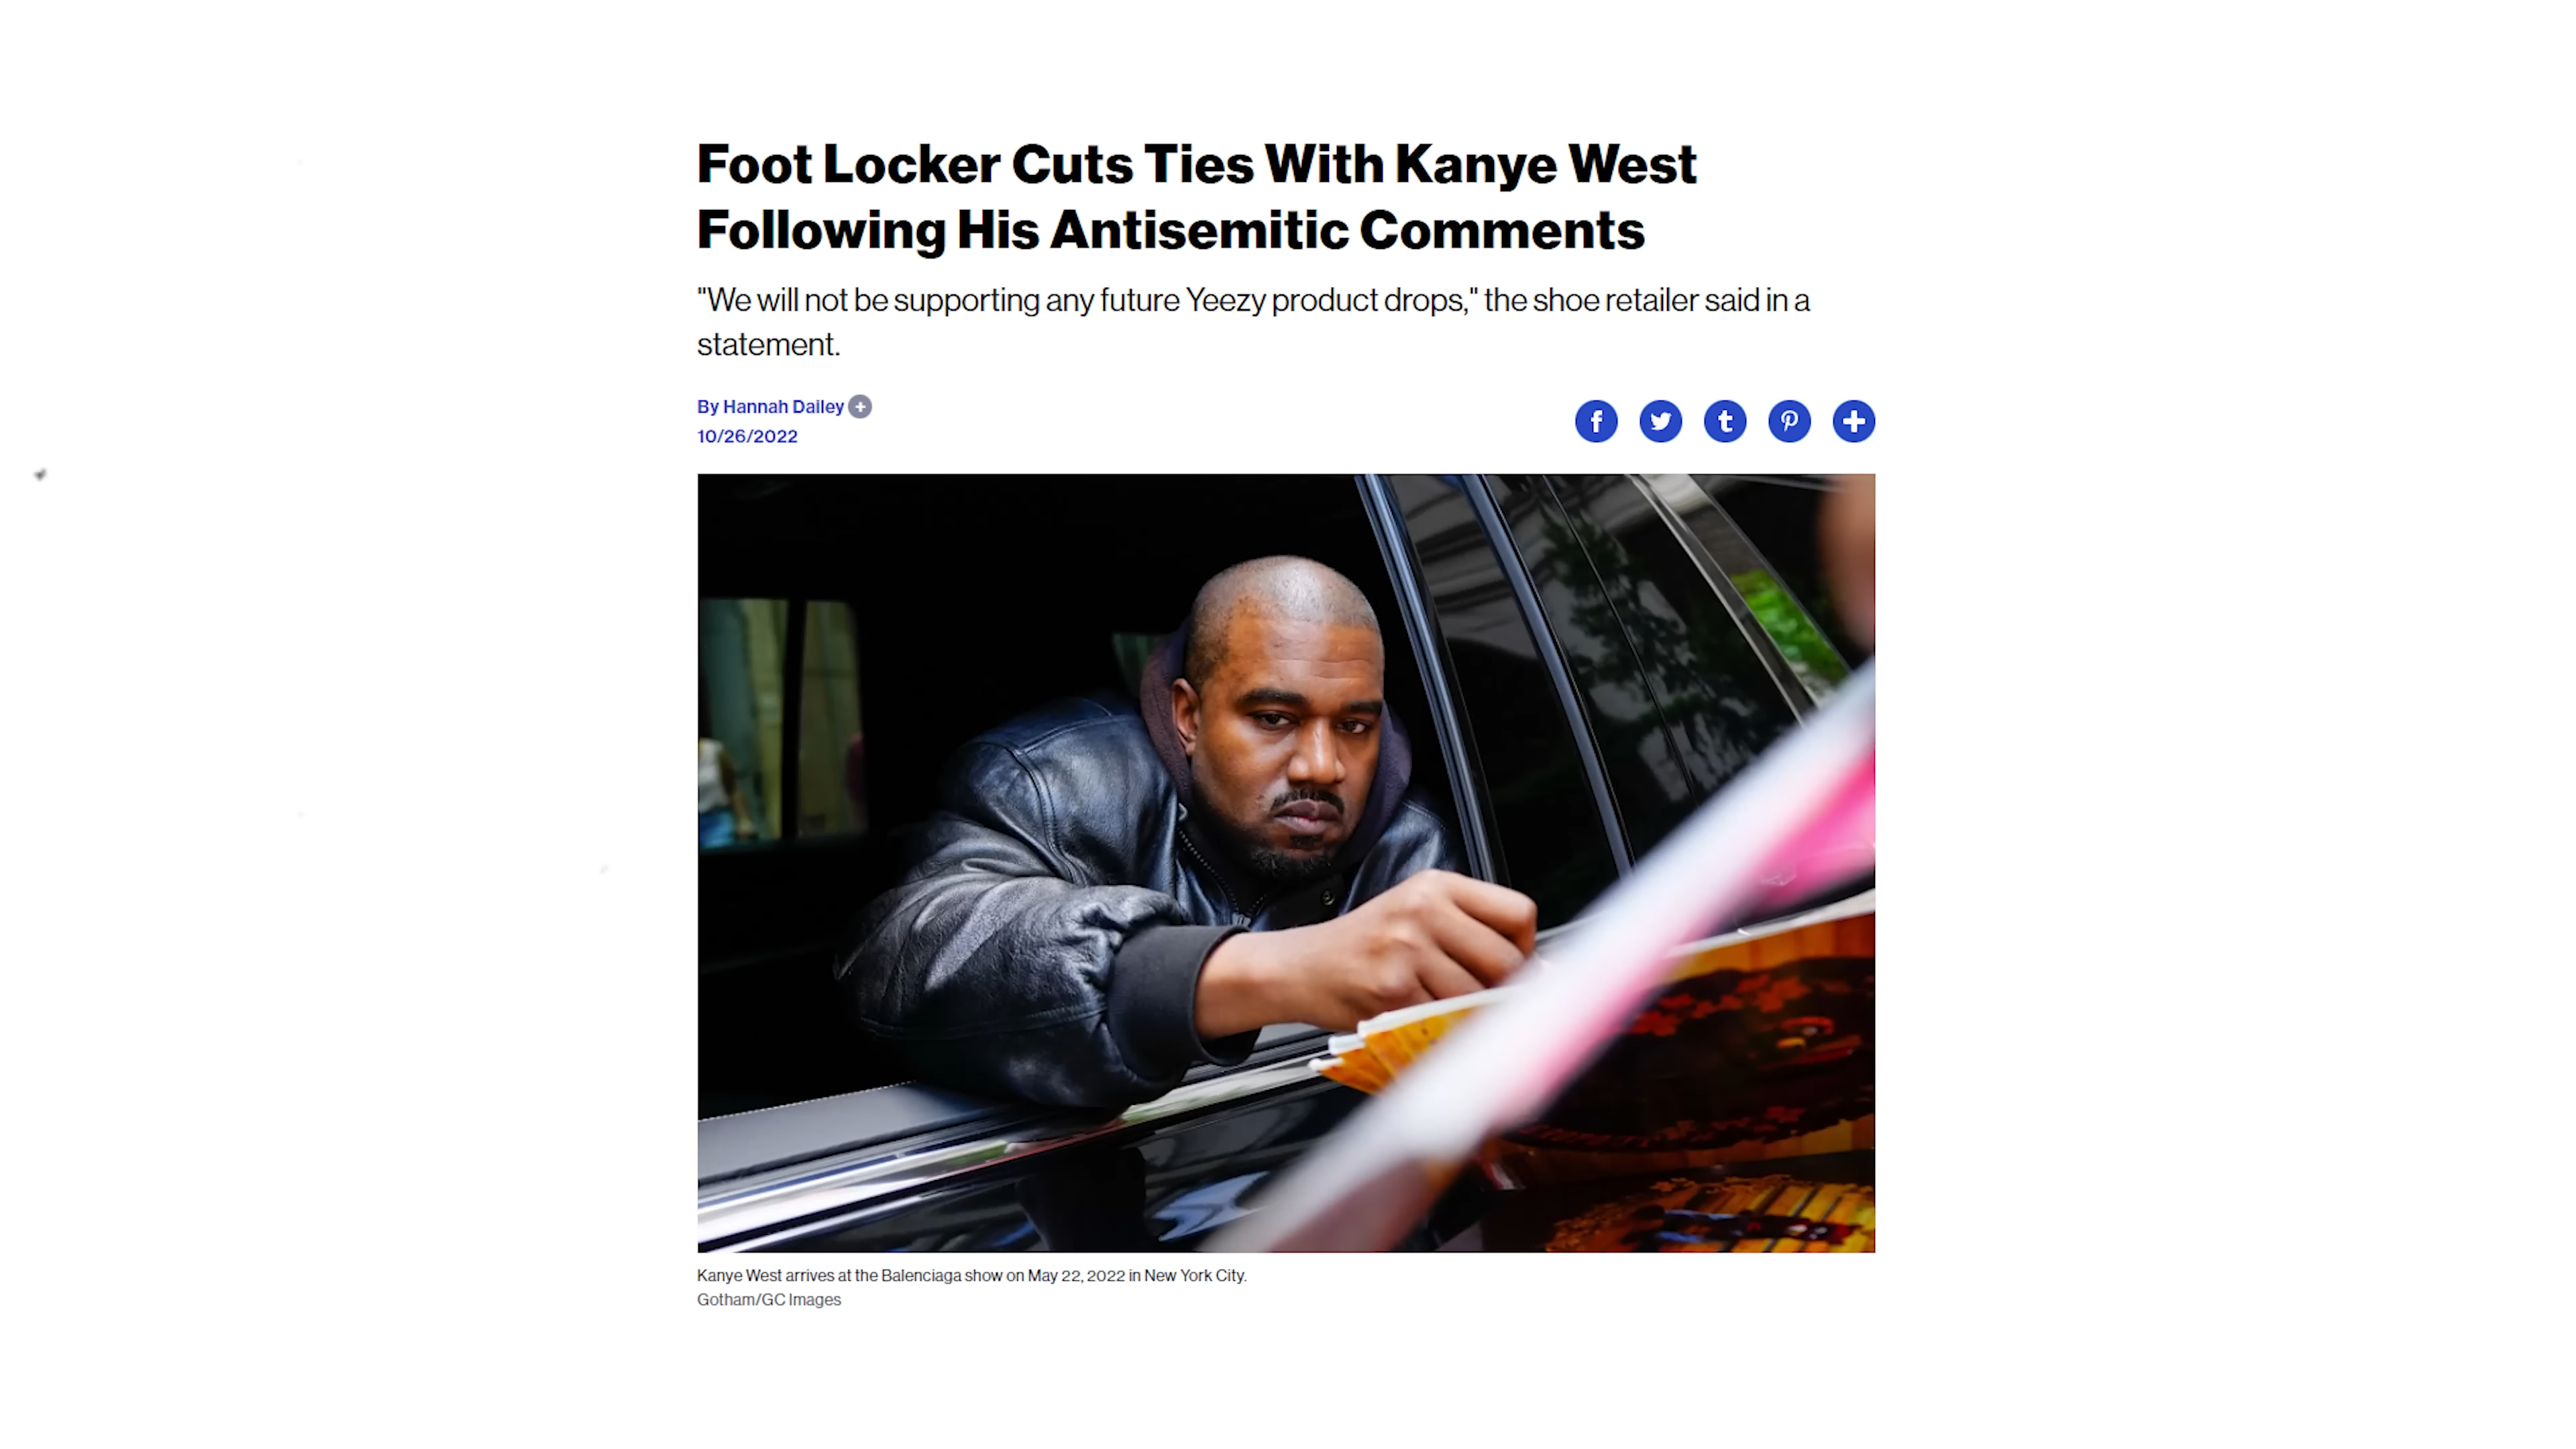 Foot Locker Cuts Ties With Kanye West
Following His Antisemitic Comments
"We will not be supporting any future Yeezy product drops," the shoe retailer said in a
statement.
By Hannah Dailey +
10/26/2022
Kanye West arrives at the Balenciaga show on May 22, 2022 in New York City.
Gotham/GC Images